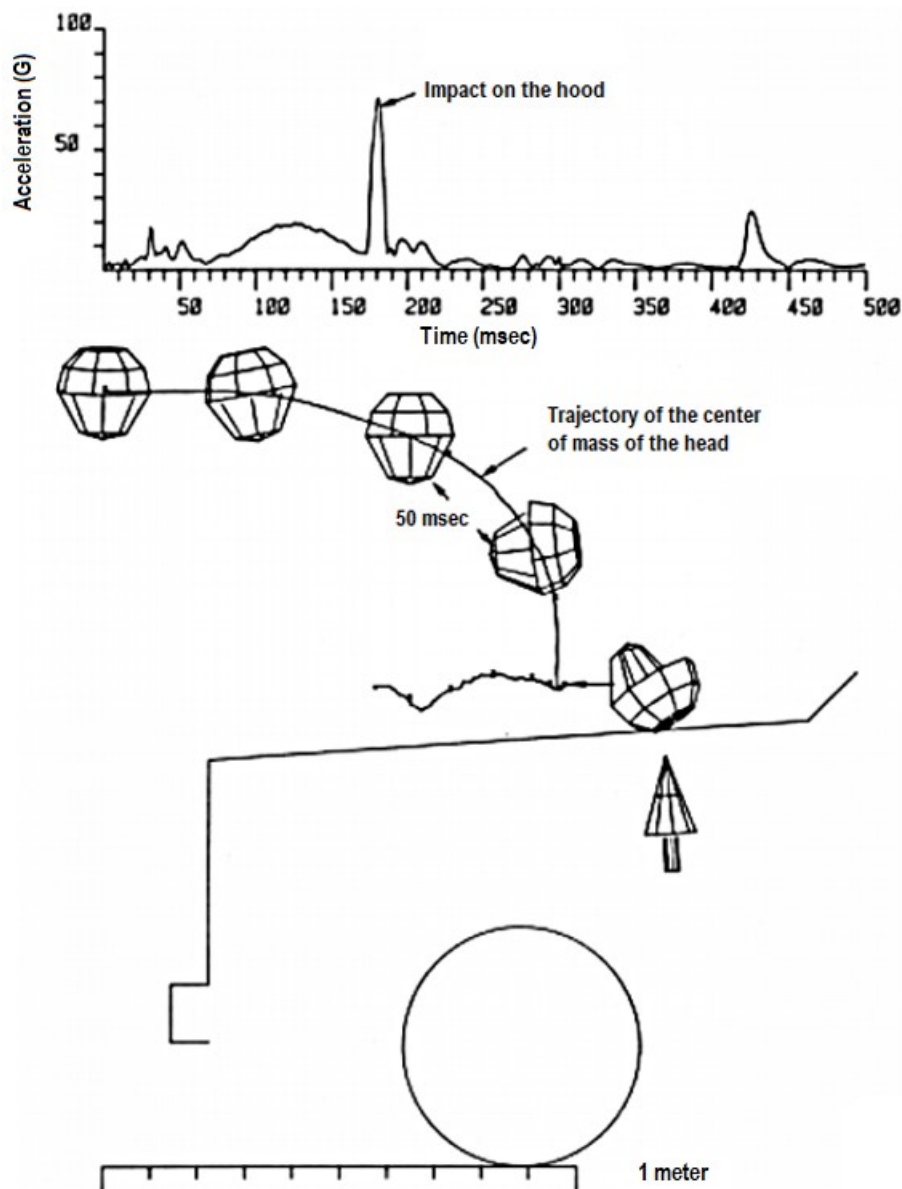 100
Acceleration (G)
Impact on the hood
50
50 100 150 200 250 300 350 400 450 500
Time (msec)
Trajectory of the center
of mass of the head
50 msec
1 meter